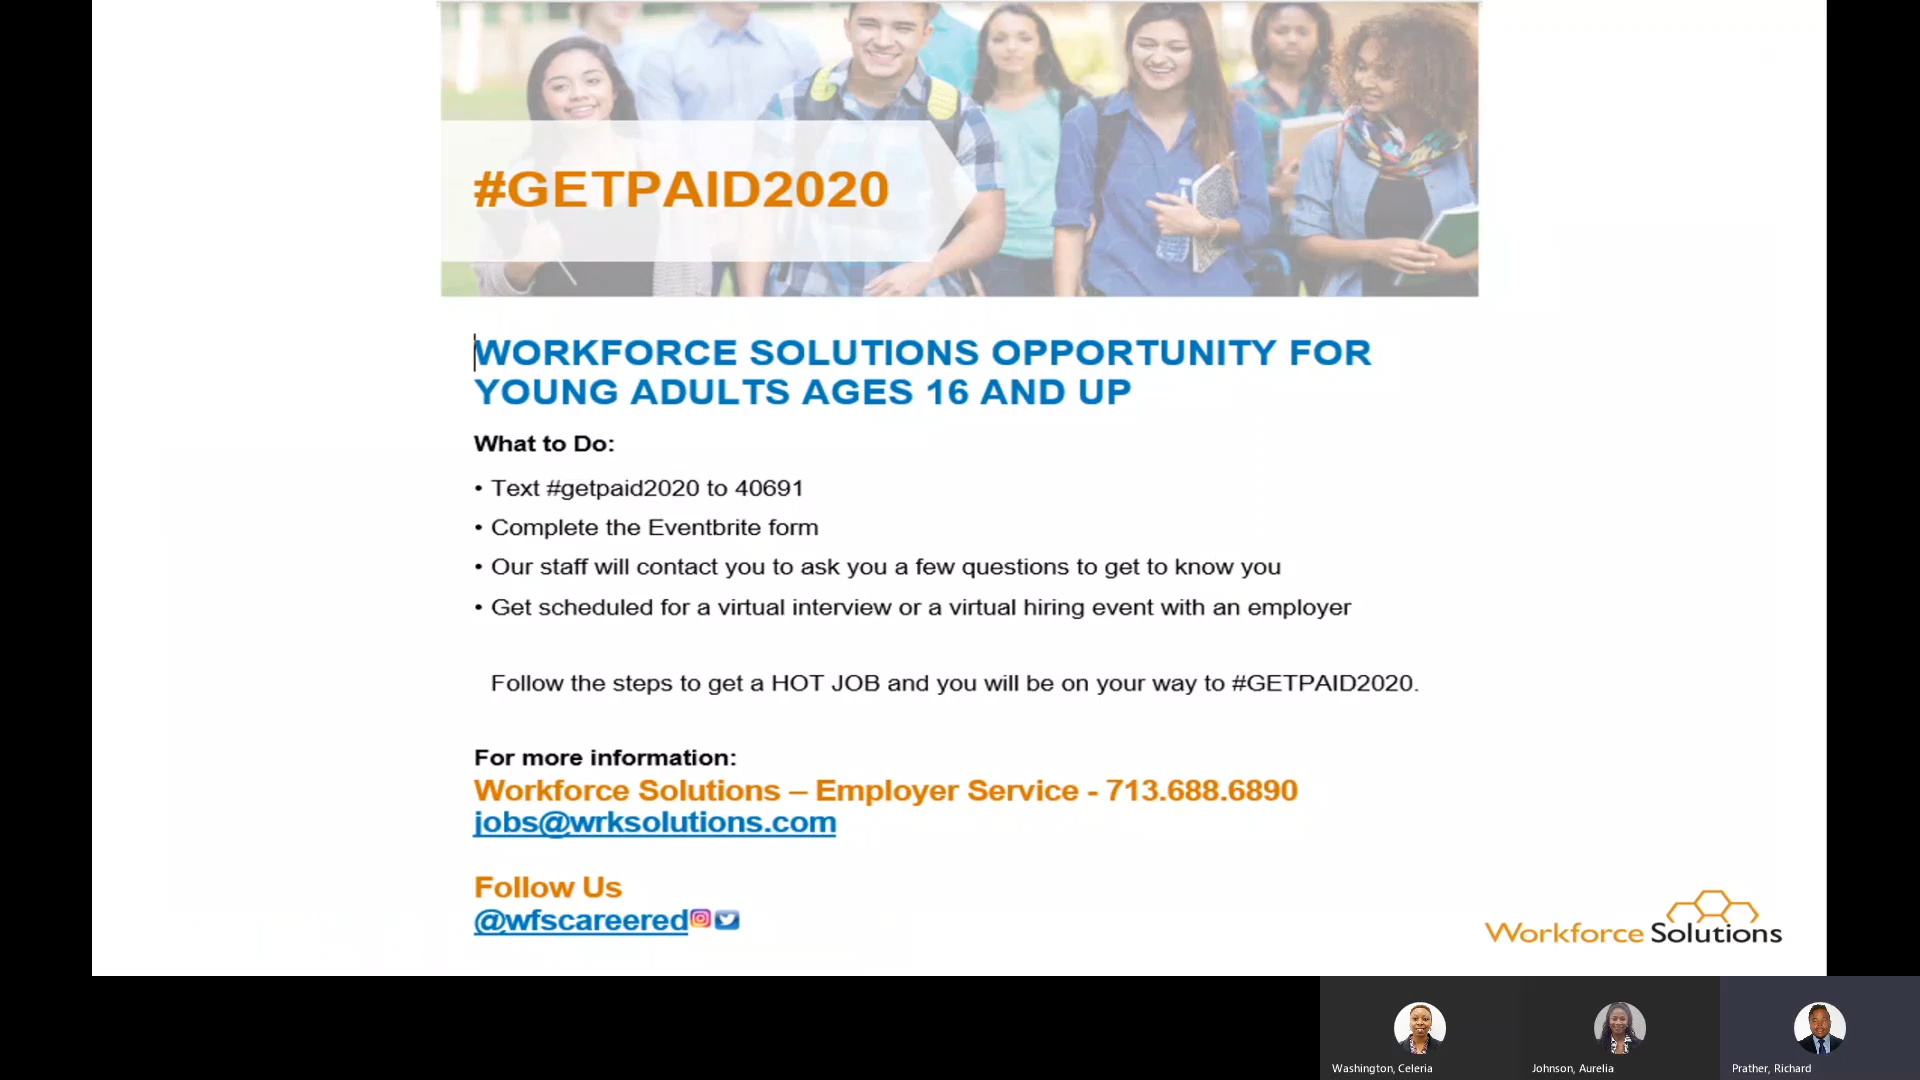 #GETPAID2020
WORKFORCE SOLUTIONS OPPORTUNITY FOR
YOUNG ADULTS AGES 16 AND UP
What to Do:
• Text #getpaid2020 to 40691
• Complete the Eventbrite form
• Our staff will contact you to ask you a few questions to get to know you
• Get scheduled for a virtual interview or a virtual hiring event with an employer
Follow the steps to get a HOT JOB and you will be on your way to #GETPAID2020.
For more information:
Workforce Solutions – Employer Service - 713.688.6890
jobs@wrksolutions.com
Follow Us
@wfscareered
Workforce Solutions
Washington, Celeria
Johnson, Aurelia
Prather, Richard